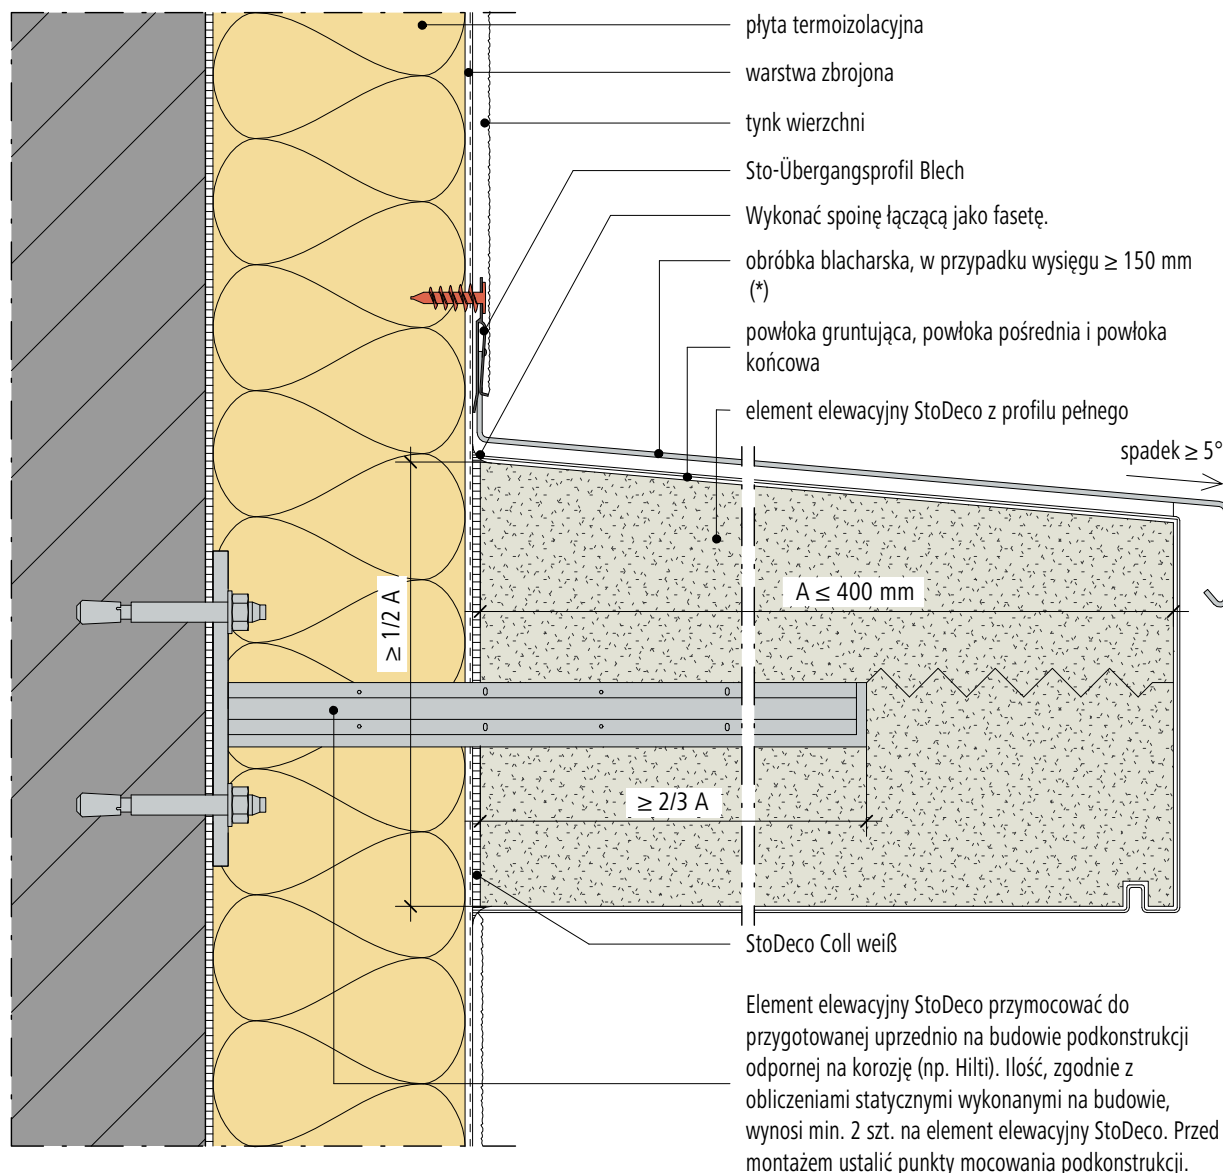 płyta termoizolacyjna
warstwa zbrojona
tynk wierzchni
Sto-Übergangsprofil Blech
Wykonać spoinę łączącą jako fasetę.
obróbka blacharska, w przypadku wysięgu ≥ 150 mm
(*)
powłoka gruntująca, powłoka pośrednia i powłoka
końcowa
element elewacyjny StoDeco z profilu pełnego
spadek ≥ 5°
A ≤ 400 mm
≥ 1/2 A
≥ 2/3 A
StoDeco Coll weiß
Element elewacyjny StoDeco przymocować do
przygotowanej uprzednio na budowie podkonstrukcji
odpornej na korozję (np. Hilti). Ilość, zgodnie z
obliczeniami statycznymi wykonanymi na budowie,
wynosi min. 2 szt. na element elewacyjny StoDeco. Przed
montażem ustalić punkty mocowania podkonstrukcji.